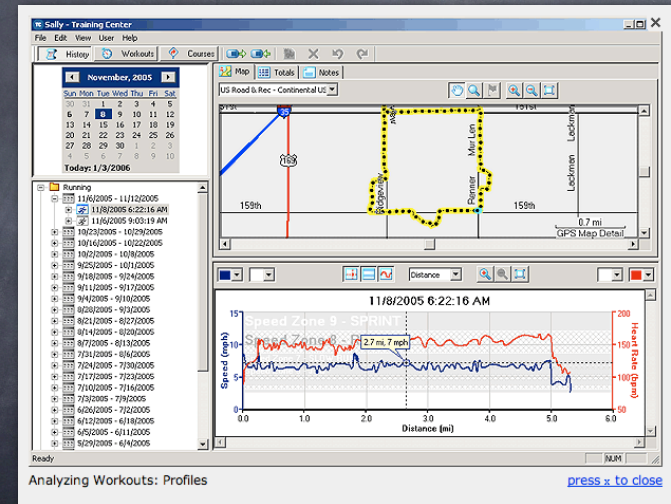 Sally - Training Center
File Edit View User Help
History Workouts Courses
November, 2005
Sun Mon Tue Wed Thu Fri Sat
30 31 1 2 3 4 5
6 7 8 9 10 11 12
13 14 15 16 17 18 19
20 21 22 23 24 25 26
27 28 29 30 1 2 3
4 5 6 7 8 9 10
Today: 1/3/2006
Running
11/6/2005 - 11/12/2005
11/8/2005 6:22:16 AM
11/6/2005 9:03:19 AM
10/23/2005 - 10/29/2005
10/16/2005 - 10/22/2005
10/2/2005 - 10/8/2005
9/25/2005 - 10/1/2005
9/18/2005 - 9/24/2005
9/11/2005 - 9/17/2005
9/4/2005 - 9/10/2005
8/28/2005 - 9/3/2005
8/21/2005 - 8/27/2005
8/14/2005 - 8/20/2005
8/7/2005 - 8/13/2005
7/31/2005 - 8/6/2005
7/24/2005 - 7/30/2005
7/17/2005 - 7/23/2005
7/10/2005 - 7/16/2005
7/3/2005 - 7/9/2005
6/26/2005 - 7/2/2005
6/12/2005 - 6/18/2005
6/5/2005 - 6/11/2005
5/29/2005 - 6/4/2005
Map Totals Notes
US Road & Rec - Continental US
151st
35
169
Mur Len
Lackman
Lackman
Ridgeview
Renner
159th
159th
0.7 mi
GPS Map Detail
Distance
11/8/2005 6:22:16 AM
Speed Zone 9 - SPRINT
Speed Zone 8 -
2.7 mi, 7 mph
15
10
5
0
Speed (mph)
200
150
100
50
Heart Rate (bpm)
0.0 1.0 2.0 3.0 4.0 5.0 6.0
Distance (mi)
Ready
NUM
Analyzing Workouts: Profiles
press x to close